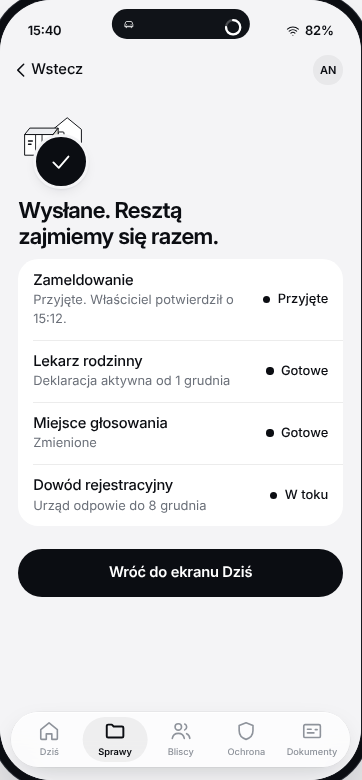 15:40
82%
Wstecz
AN
Wysłane. Resztą
zajmiemy się razem.
Zameldowanie
Przyjęte. Właściciel potwierdził o
15:12.
Przyjęte
Lekarz rodzinny
Deklaracja aktywna od 1 grudnia
Gotowe
Miejsce głosowania
Zmienione
Gotowe
Dowód rejestracyjny
Urząd odpowie do 8 grudnia
W toku
Wróć do ekranu Dziś
Dziś
Sprawy
Bliscy
Ochrona
Dokumenty